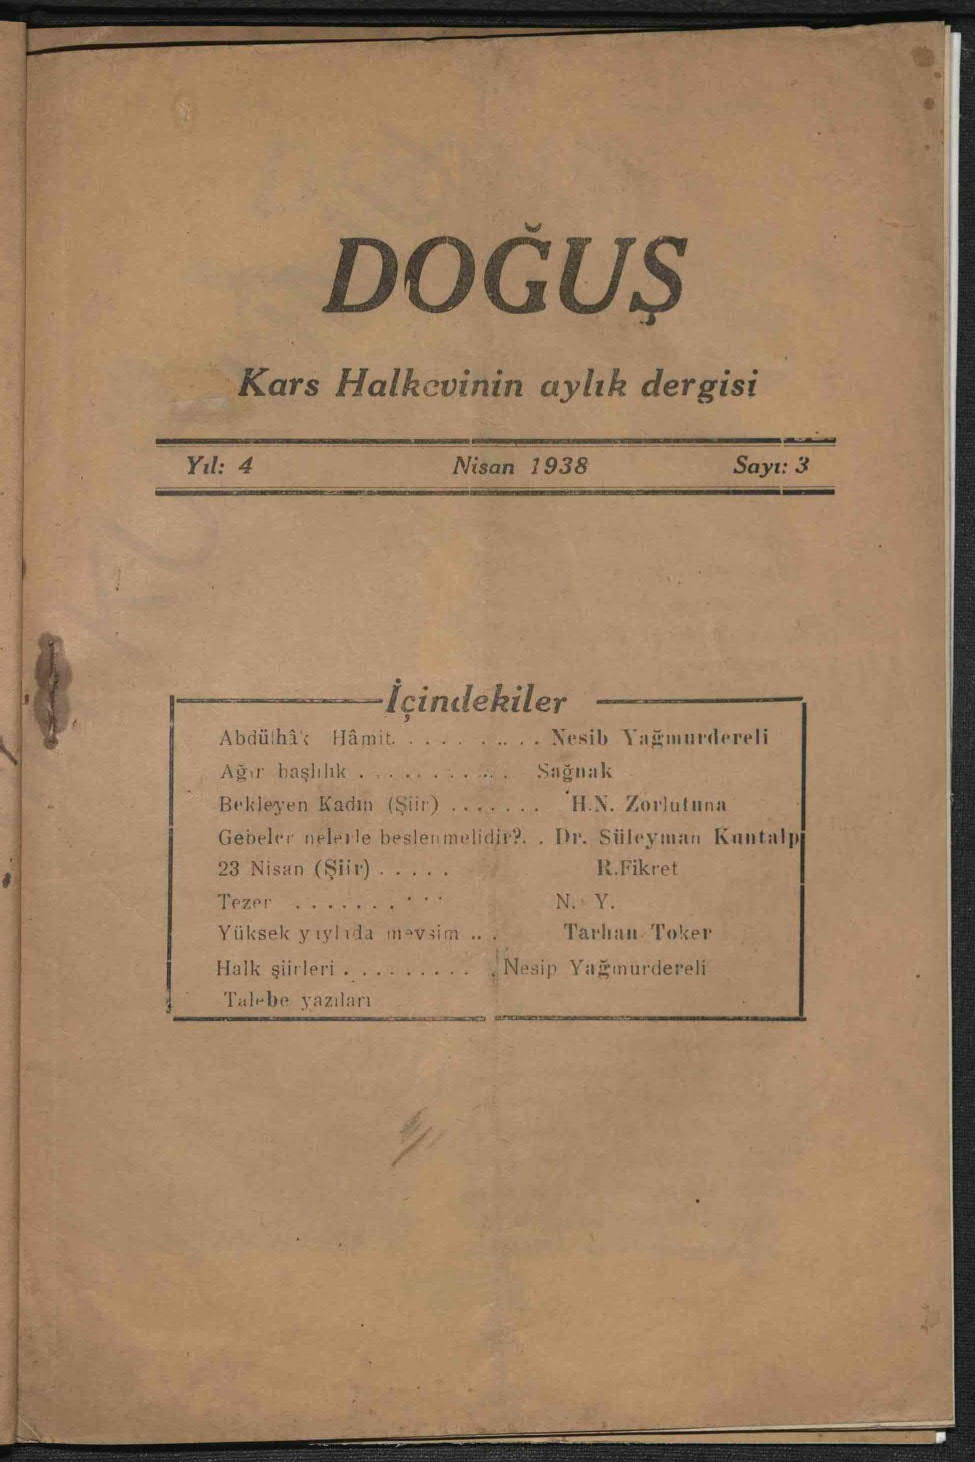 DOĞUŞ
Kars Halkevinin aylık dergisi
Yıl: 4 Nisan 1938 Sayı: 3
İçindekiler
Abdülhâk Hâmit. . . . . . . . . . Nesib Yağmurdereli
Ağır başlılık . . . . . . . . . . Sağnak
Bekleyen Kadın (Şiir) . . . . . . . H.N. Zorlutuna
Gebeler nelerle beslenmelidir?. . Dr. Süleyman Kuntalp
23 Nisan (Şiir) . . . . . R.Fikret
Tezer . . . . . . . . . . N. Y.
Yüksek yaylada mevsim .. . Tarhan Toker
Halk şiirleri . . . . . . . . . Nesip Yağmurdereli
Talebe yazıları